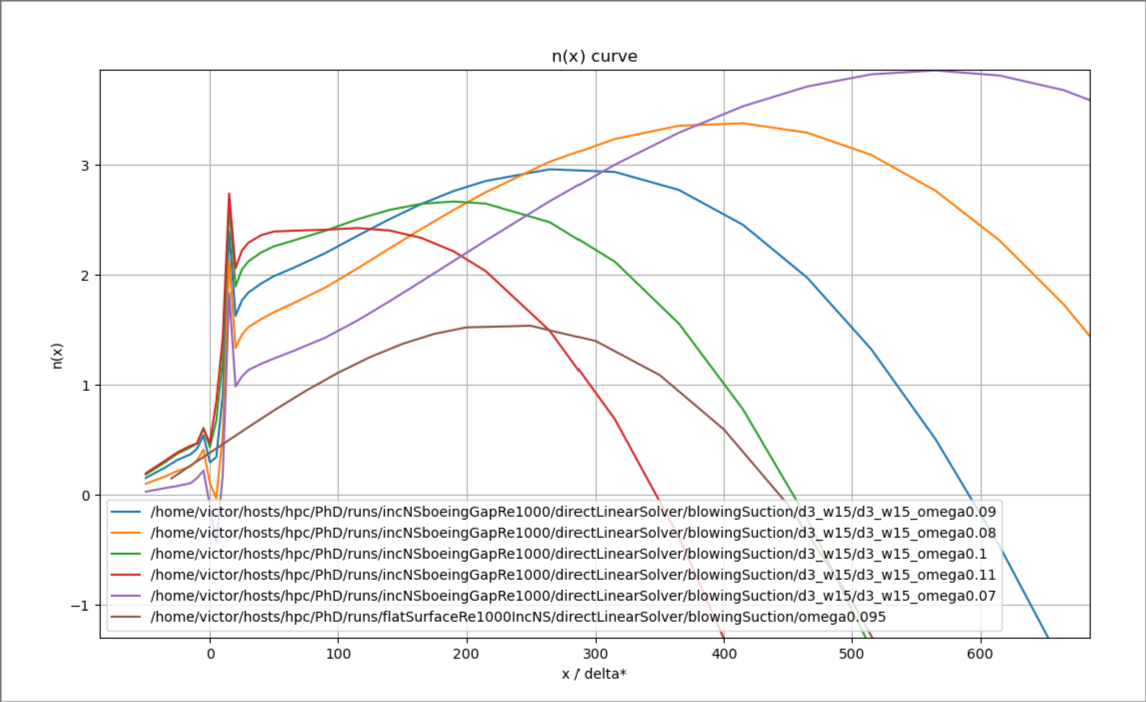 n(x) curve
n(x)
3
2
1
0
−1
/home/victor/hosts/hpc/PhD/runs/incNSboeingGapRe1000/directLinearSolver/blowingSuction/d3_w15/d3_w15_omega0.09
/home/victor/hosts/hpc/PhD/runs/incNSboeingGapRe1000/directLinearSolver/blowingSuction/d3_w15/d3_w15_omega0.08
/home/victor/hosts/hpc/PhD/runs/incNSboeingGapRe1000/directLinearSolver/blowingSuction/d3_w15/d3_w15_omega0.1
/home/victor/hosts/hpc/PhD/runs/incNSboeingGapRe1000/directLinearSolver/blowingSuction/d3_w15/d3_w15_omega0.11
/home/victor/hosts/hpc/PhD/runs/incNSboeingGapRe1000/directLinearSolver/blowingSuction/d3_w15/d3_w15_omega0.07
/home/victor/hosts/hpc/PhD/runs/flatSurfaceRe1000IncNS/directLinearSolver/blowingSuction/omega0.095
0 100 200 300 400 500 600
x / delta*